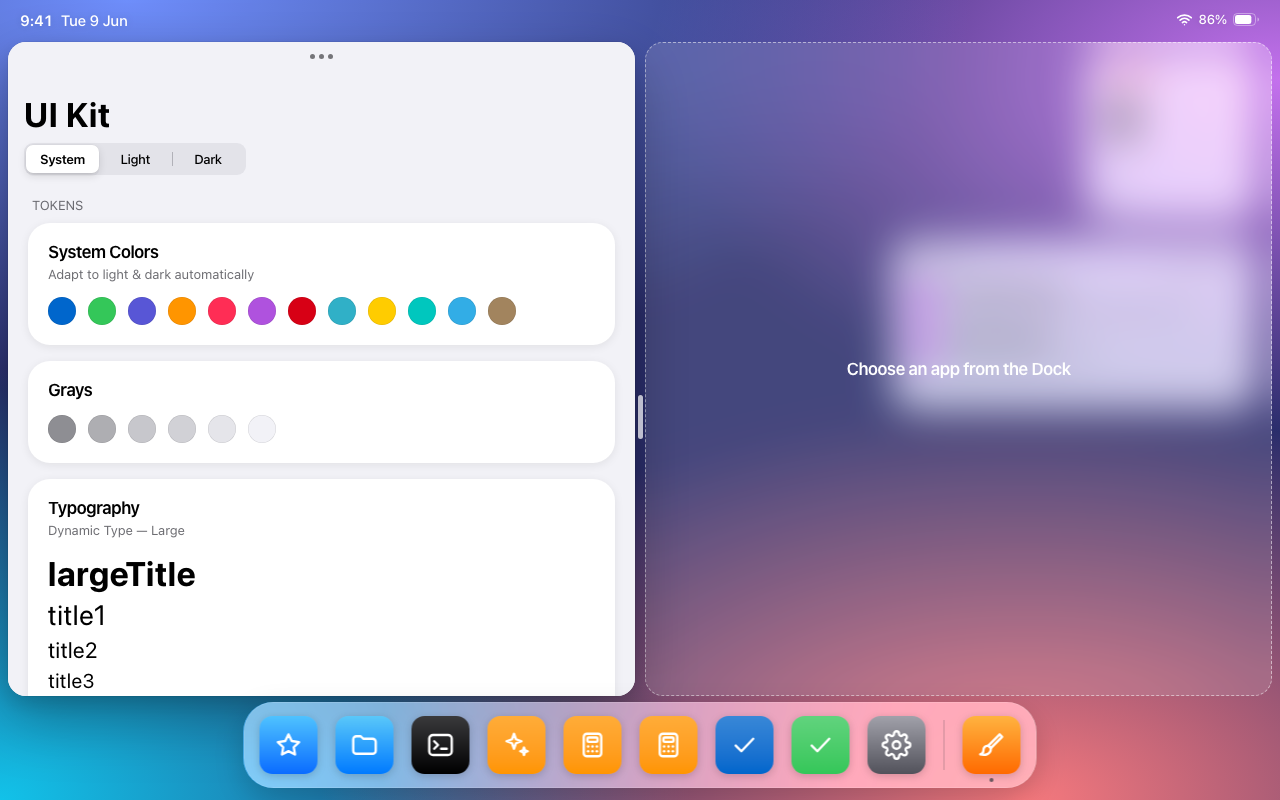 9:41 Tue 9 Jun
86%
UI Kit
System Light Dark
TOKENS
System Colors
Adapt to light & dark automatically
Grays
Typography
Dynamic Type — Large
largeTitle
title1
title2
title3
Choose an app from the Dock